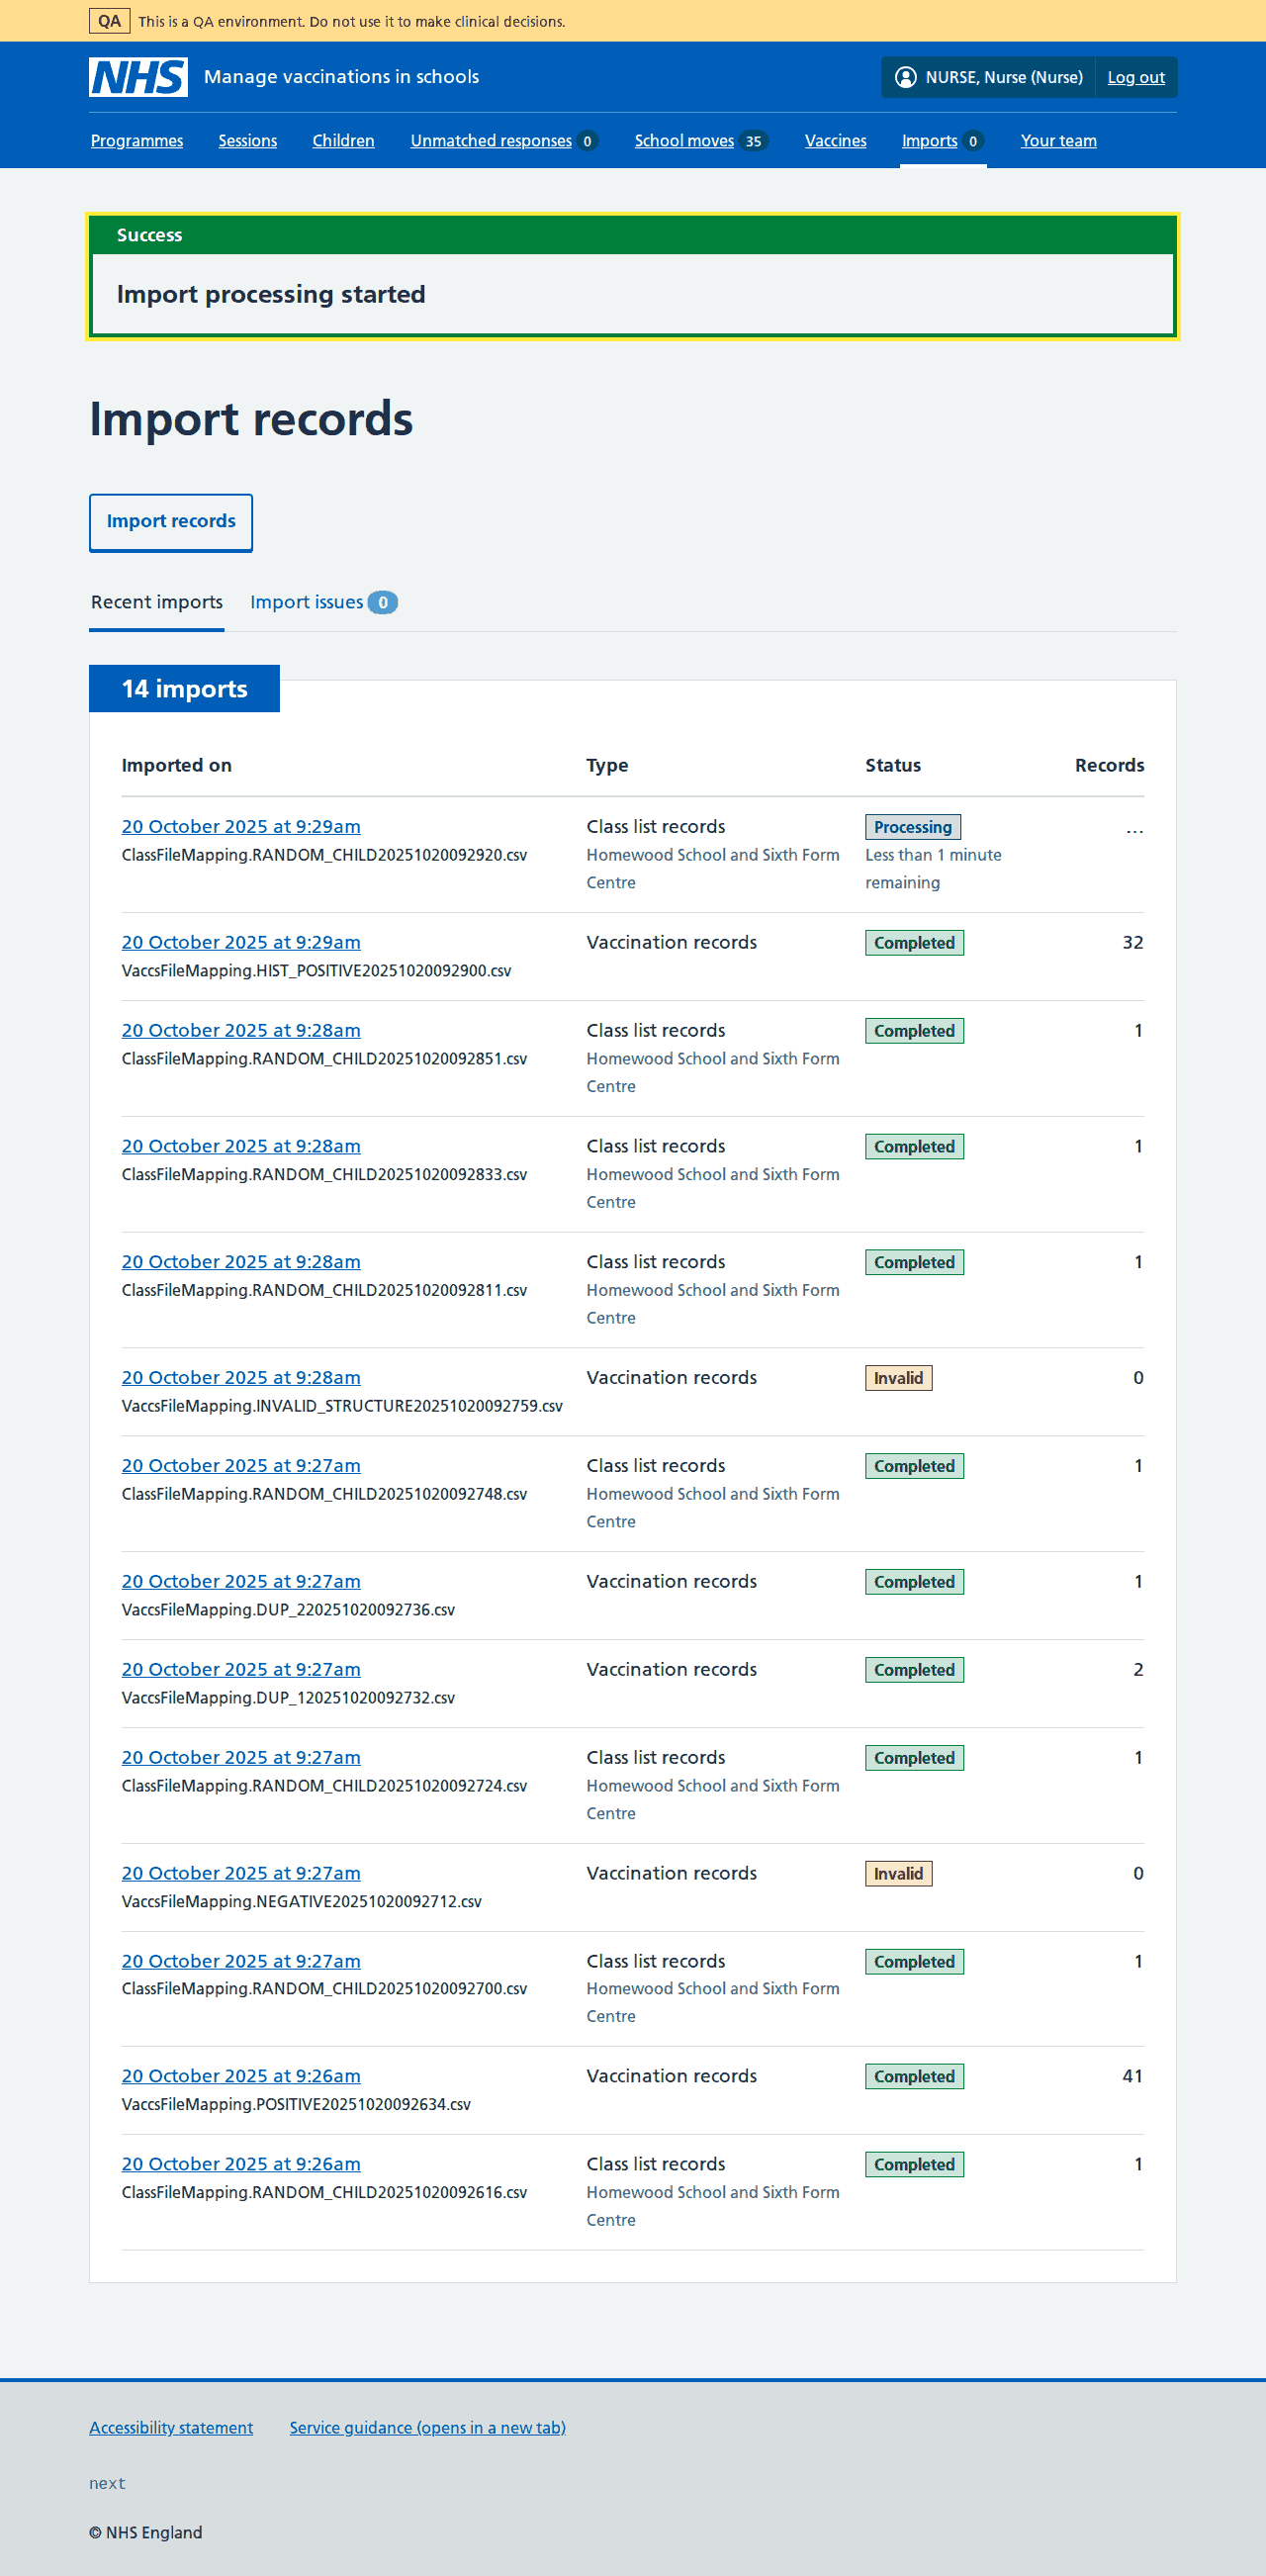 QA This is a QA environment. Do not use it to make clinical decisions.
NHS Manage vaccinations in schools NURSE, Nurse (Nurse) Log out
Programmes Sessions Children Unmatched responses 0 School moves 35 Vaccines Imports 0 Your team
Success
Import processing started
Import records
Import records
Recent imports Import issues 0
14 imports
Imported on Type Status Records
20 October 2025 at 9:29am Class list records Processing ...
ClassFileMapping.RANDOM_CHILD20251020092920.csv Homewood School and Sixth Form Less than 1 minute
Centre remaining
20 October 2025 at 9:29am Vaccination records Completed 32
VaccsFileMapping.HIST_POSITIVE20251020092900.csv
20 October 2025 at 9:28am Class list records Completed 1
ClassFileMapping.RANDOM_CHILD20251020092851.csv Homewood School and Sixth Form
Centre
20 October 2025 at 9:28am Class list records Completed 1
ClassFileMapping.RANDOM_CHILD20251020092833.csv Homewood School and Sixth Form
Centre
20 October 2025 at 9:28am Class list records Completed 1
ClassFileMapping.RANDOM_CHILD20251020092811.csv Homewood School and Sixth Form
Centre
20 October 2025 at 9:28am Vaccination records Invalid 0
VaccsFileMapping.INVALID_STRUCTURE20251020092759.csv
20 October 2025 at 9:27am Class list records Completed 1
ClassFileMapping.RANDOM_CHILD20251020092748.csv Homewood School and Sixth Form
Centre
20 October 2025 at 9:27am Vaccination records Completed 1
VaccsFileMapping.DUP_220251020092736.csv
20 October 2025 at 9:27am Vaccination records Completed 2
VaccsFileMapping.DUP_120251020092732.csv
20 October 2025 at 9:27am Class list records Completed 1
ClassFileMapping.RANDOM_CHILD20251020092724.csv Homewood School and Sixth Form
Centre
20 October 2025 at 9:27am Vaccination records Invalid 0
VaccsFileMapping.NEGATIVE20251020092712.csv
20 October 2025 at 9:27am Class list records Completed 1
ClassFileMapping.RANDOM_CHILD20251020092700.csv Homewood School and Sixth Form
Centre
20 October 2025 at 9:26am Vaccination records Completed 41
VaccsFileMapping.POSITIVE20251020092634.csv
20 October 2025 at 9:26am Class list records Completed 1
ClassFileMapping.RANDOM_CHILD20251020092616.csv Homewood School and Sixth Form
Centre
Accessibility statement Service guidance (opens in a new tab)
next
© NHS England